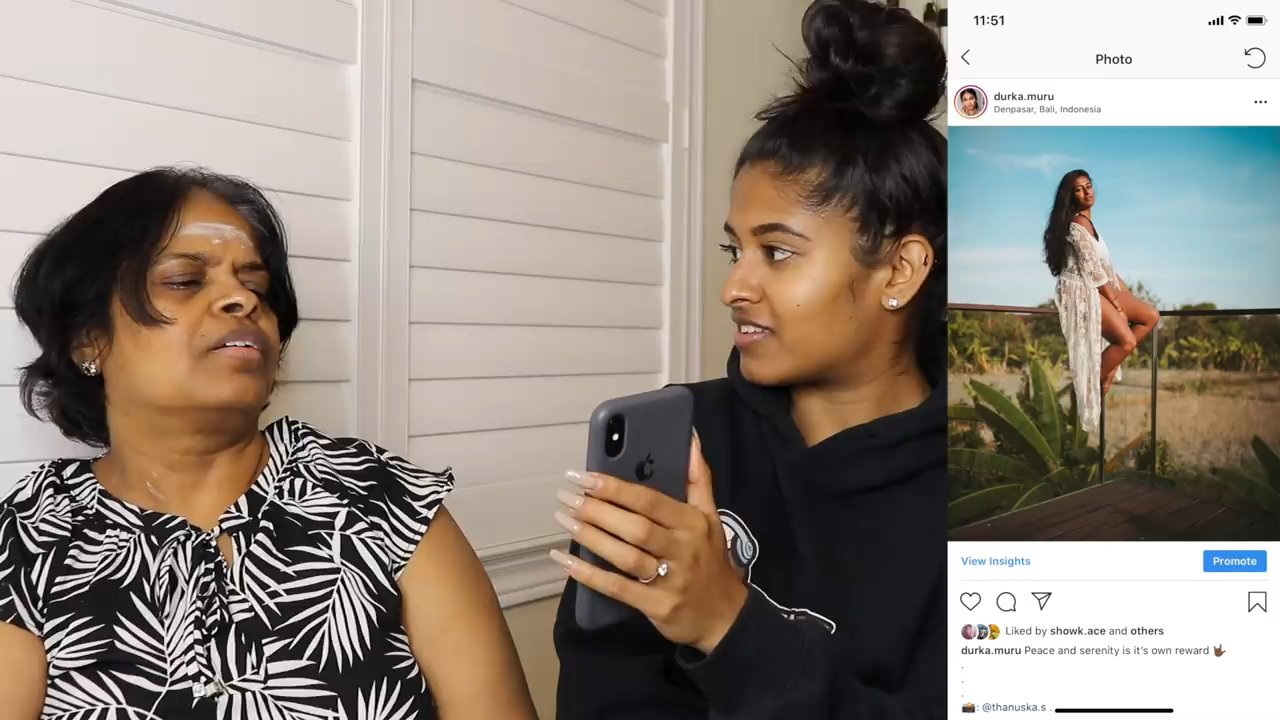 11:51
Photo
durka.muru
Denpasar, Bali, Indonesia
View Insights
Promote
Liked by showk.ace and others
durka.muru Peace and serenity is it's own reward
.
.
.
: @thanuska.s .